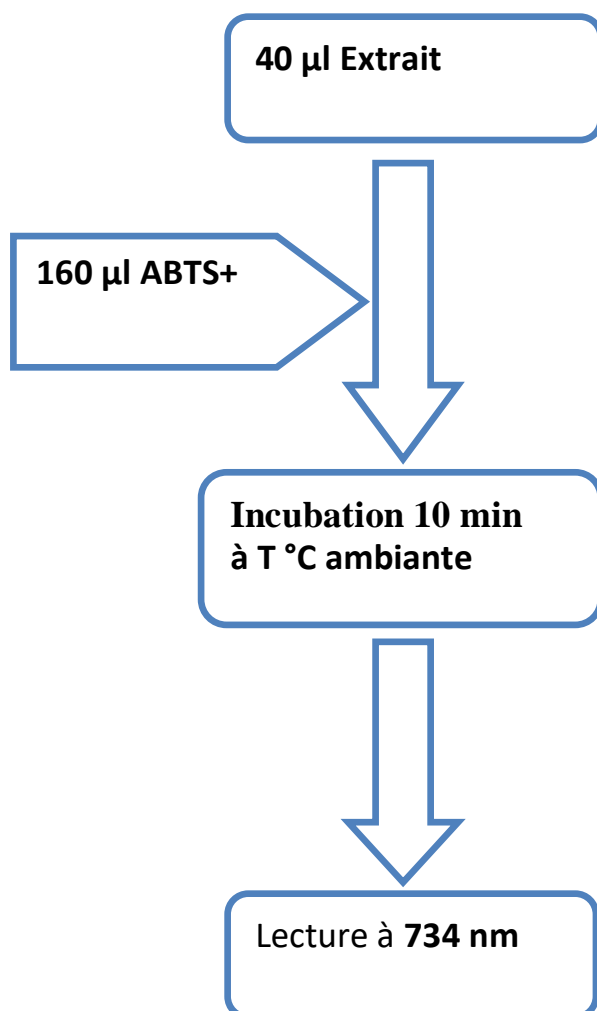 40 µl Extrait
160 µl ABTS+
Incubation 10 min
à T °C ambiante
Lecture à 734 nm